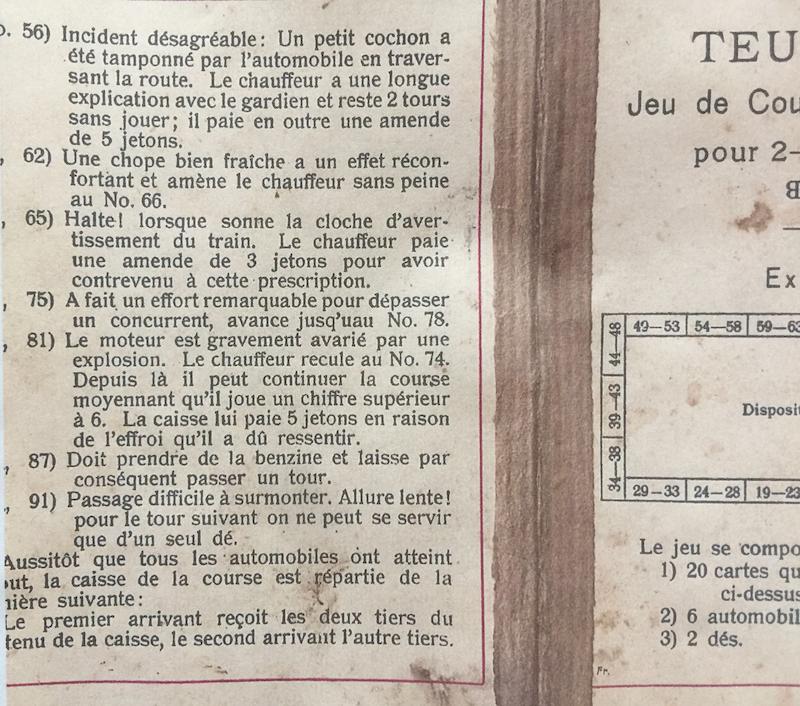 56) Incident désagréable: Un petit cochon a
été tamponné par l'automobile en traver-
sant la route. Le chauffeur a une longue
explication avec le gardien et reste 2 tours
sans jouer; il paie en outre une amende
de 5 jetons.
, 62) Une chope bien fraîche a un effet récon-
fortant et amène le chauffeur sans peine
au No. 66.
, 65) Halte! lorsque sonne la cloche d'aver-
tissement du train. Le chauffeur paie
une amende de 3 jetons pour avoir
contrevenu à cette prescription.
, 75) A fait un effort remarquable pour dépasser
un concurrent, avance jusq'uau No. 78.
, 81) Le moteur est gravement avarié par une
explosion. Le chauffeur recule au No. 74.
Depuis là il peut continuer la course
moyennant qu'il joue un chiffre supérieur
à 6. La caisse lui paie 5 jetons en raison
de l'effroi qu'il a dû ressentir.
, 87) Doit prendre de la benzine et laisse par
conséquent passer un tour.
, 91) Passage difficile à surmonter. Allure lente!
pour le tour suivant on ne peut se servir
que d'un seul dé.
Aussitôt que tous les automobiles ont atteint
ut, la caisse de la course est répartie de la
nière suivante:
Le premier arrivant reçoit les deux tiers du
tenu de la caisse, le second arrivant l'autre tiers.
TEU
Jeu de Cou
pour 2-
Ex
49—53 54—58 59—63
44—48
39—43
34—38
Disposit
29—33 24—28 19—23
Le jeu se compo
1) 20 cartes qu
ci-dessus
2) 6 automobil
3) 2 dés.
Fr.